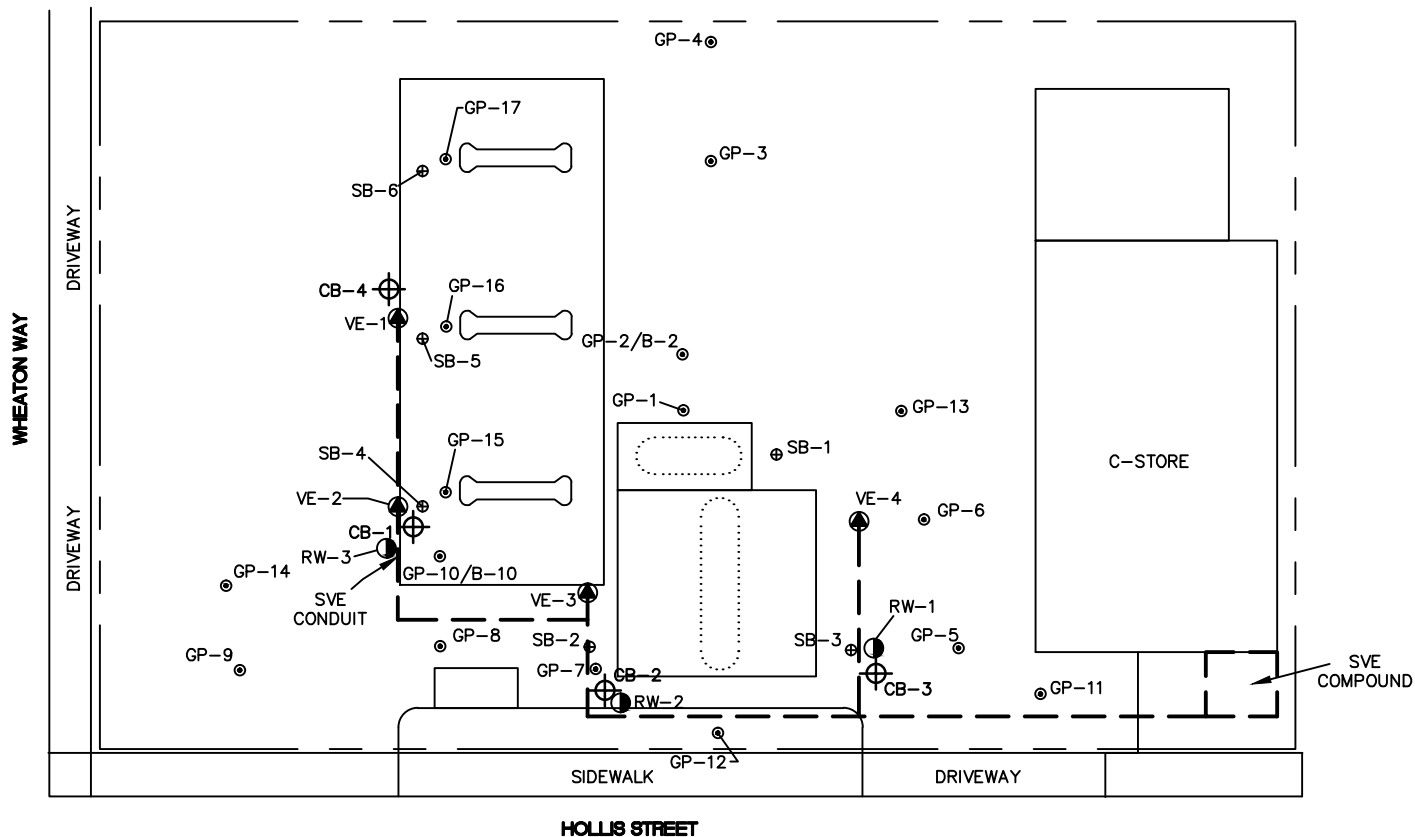 GP-4
GP-17
GP-3
SB-6
DRIVEWAY
CB-4
GP-16
VE-1
WHEATON WAY
GP-2/B-2
SB-5
GP-1
GP-13
GP-15
SB-4
SB-1
C-STORE
VE-2
VE-4
GP-6
CB-1
DRIVEWAY
RW-3
GP-10/B-10
GP-14
SVE
CONDUIT
VE-3
RW-1
GP-8
SB-2
SB-3
GP-5
GP-9
GP-7
CB-2
CB-3
SVE
COMPOUND
RW-2
GP-11
GP-12
SIDEWALK
DRIVEWAY
HOLLIS STREET